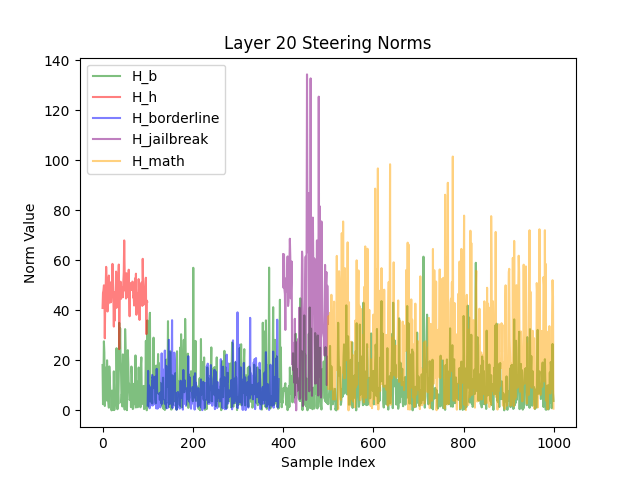 Layer 20 Steering Norms
140
120
100
80
60
40
20
0
Norm Value
H_b
H_h
H_borderline
H_jailbreak
H_math
0 200 400 600 800 1000
Sample Index